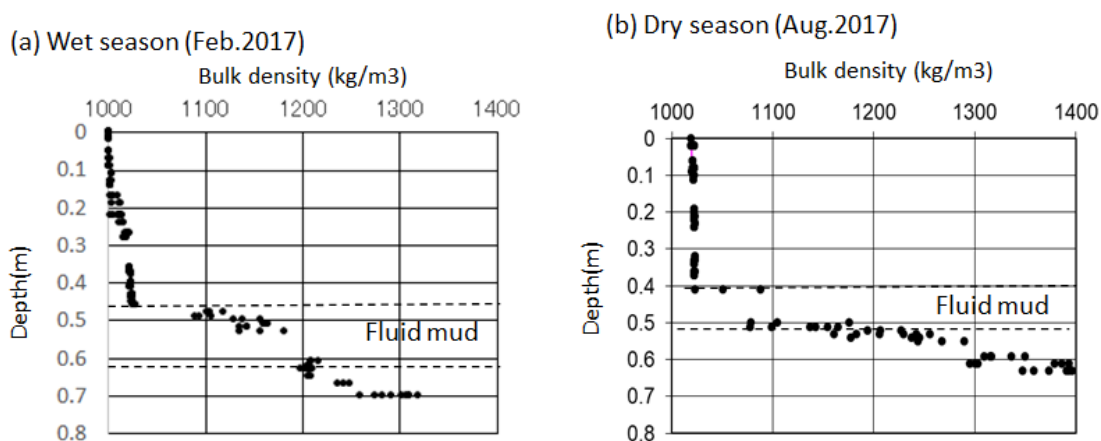 (a) Wet season (Feb.2017)
Bulk density (kg/m3)
1000 1100 1200 1300 1400
0
0.1
0.2
0.3
0.4
0.5
0.6
0.7
0.8
Depth(m)
Fluid mud
(b) Dry season (Aug.2017)
Bulk density (kg/m3)
1000 1100 1200 1300 1400
0
0.1
0.2
0.3
0.4
0.5
0.6
0.7
0.8
Depth(m)
Fluid mud